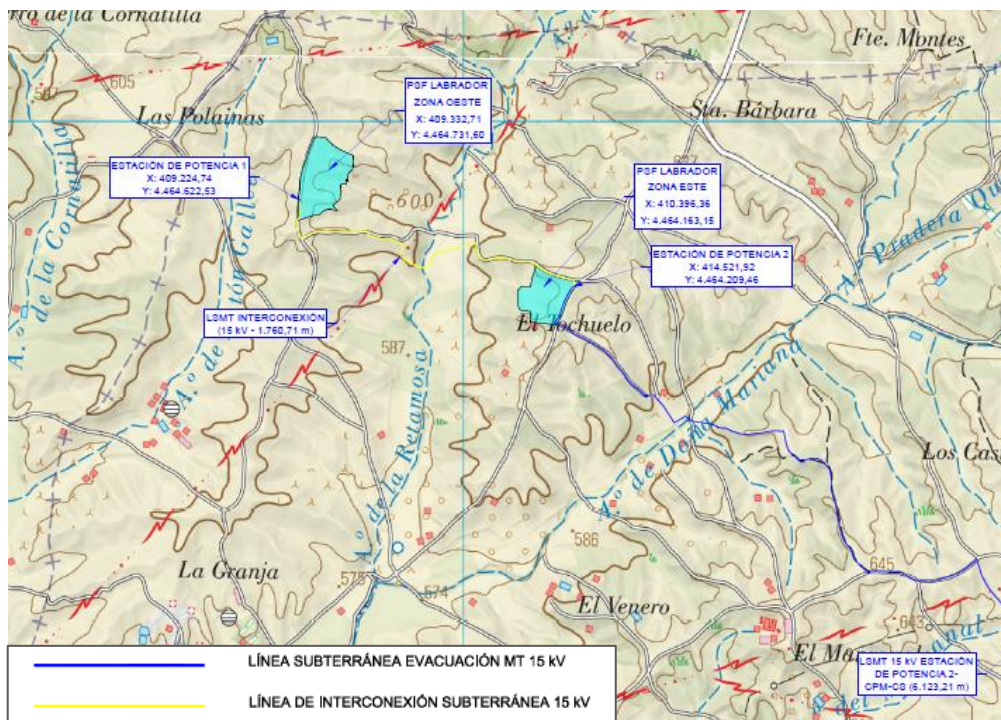 rro de la Cornatilla
605
Fte. Montes
Las Polainas
PSF LABRADOR
ZONA OESTE
X: 409.332,71
Y: 4.464.731,60
Sta. Bárbara
ESTACIÓN DE POTENCIA 1
X: 409.224,74
Y: 4.464.622,53
PSF LABRADOR
ZONA ESTE
X: 410.396,36
Y: 4.464.163,15
600
ESTACIÓN DE POTENCIA 2
X: 414.521,92
Y: 4.464.209,46
A.º de la Cornatilla
A.º Pradera
LSMT INTERCONEXIÓN
(15 kV - 1.760,71 m)
El Tochuelo
587
A.º de la Retamosa
A.º de Doña Mariana
Los Cas
586
La Granja
575
574
645
El Venero
643
El Ma
LSMT 15 kV ESTACIÓN
DE POTENCIA 2-
CPM-CS (6.123,21 m)
LÍNEA SUBTERRÁNEA EVACUACIÓN MT 15 kV
LÍNEA DE INTERCONEXIÓN SUBTERRÁNEA 15 kV